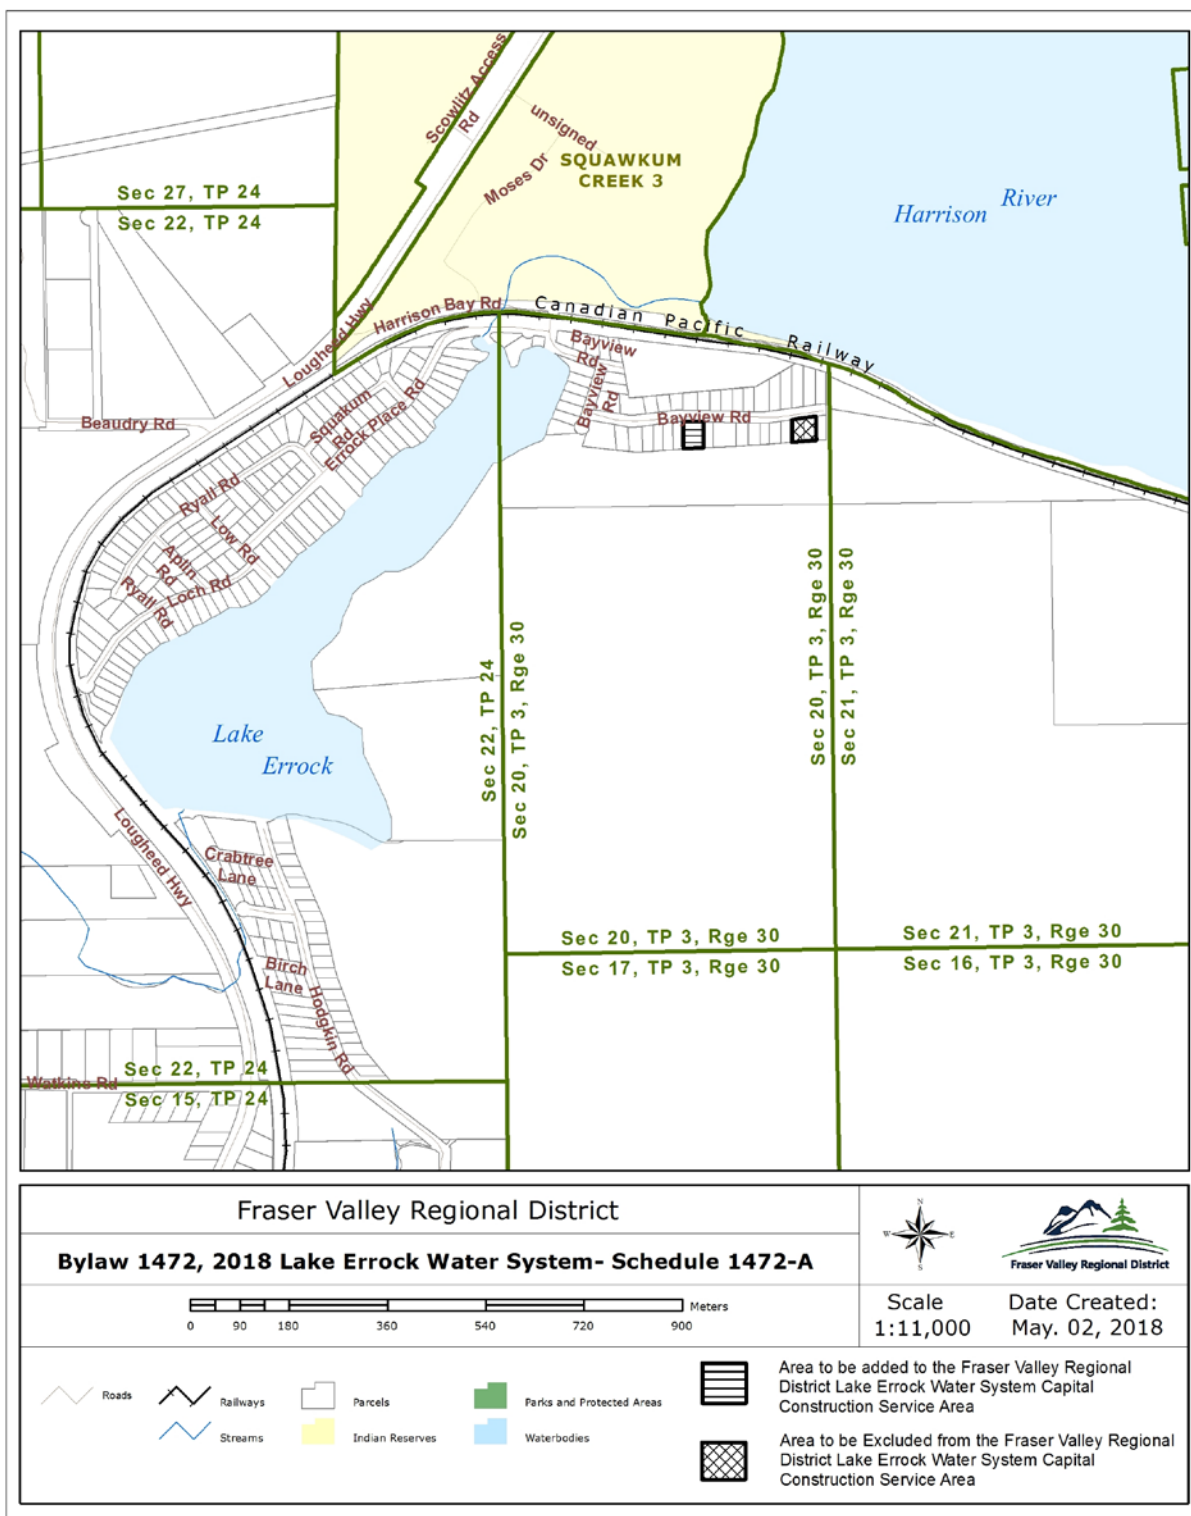 Scowlitz Access
Rd
unsigned
Moses Dr
SQUAWKUM
CREEK 3
Harrison River
Sec 27, TP 24
Sec 22, TP 24
Lougheed Hwy
Harrison Bay Rd
Canadian Pacific Railway
Bayview
Rd
Bayview
Rd
Bayview Rd
Beaudry Rd
Squakum
Rd
Errock Place Rd
Ryall Rd
Low Rd
Aplin
Rd
Loch Rd
Ryall Rd
Sec 22, TP 24
Sec 20, TP 3, Rge 30
Sec 20, TP 3, Rge 30
Sec 21, TP 3, Rge 30
Lake
Errock
Lougheed Hwy
Crabtree
Lane
Birch
Lane
Hodgkin Rd
Sec 20, TP 3, Rge 30
Sec 17, TP 3, Rge 30
Sec 21, TP 3, Rge 30
Sec 16, TP 3, Rge 30
Sec 22, TP 24
Watkins Rd
Sec 15, TP 24
Fraser Valley Regional District
Bylaw 1472, 2018 Lake Errock Water System- Schedule 1472-A
N
W E
S
Fraser Valley Regional District
Meters
0 90 180 360 540 720 900
Scale
1:11,000
Date Created:
May. 02, 2018
Roads
Railways
Streams
Parcels
Indian Reserves
Parks and Protected Areas
Waterbodies
Area to be added to the Fraser Valley Regional
District Lake Errock Water System Capital
Construction Service Area
Area to be Excluded from the Fraser Valley Regional
District Lake Errock Water System Capital
Construction Service Area